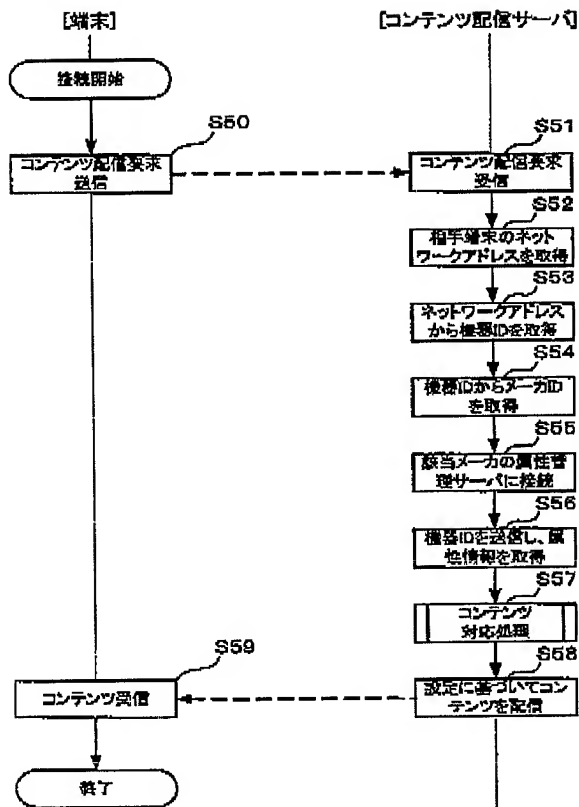 [端末]
[コンテンツ配信サーバ]
接続開始
S50
コンテンツ配信要求
送信
S51
コンテンツ配信要求
受信
S52
相手端末のネット
ワークアドレスを取得
S53
ネットワークアドレス
から機器IDを取得
S54
機器IDからメーカID
を取得
S55
該当メーカの属性管
理サーバに接続
S56
機器IDを送信し、属
性情報を取得
S57
コンテンツ
対応処理
S58
設定に基づいてコン
テンツを配信
S59
コンテンツ受信
終了